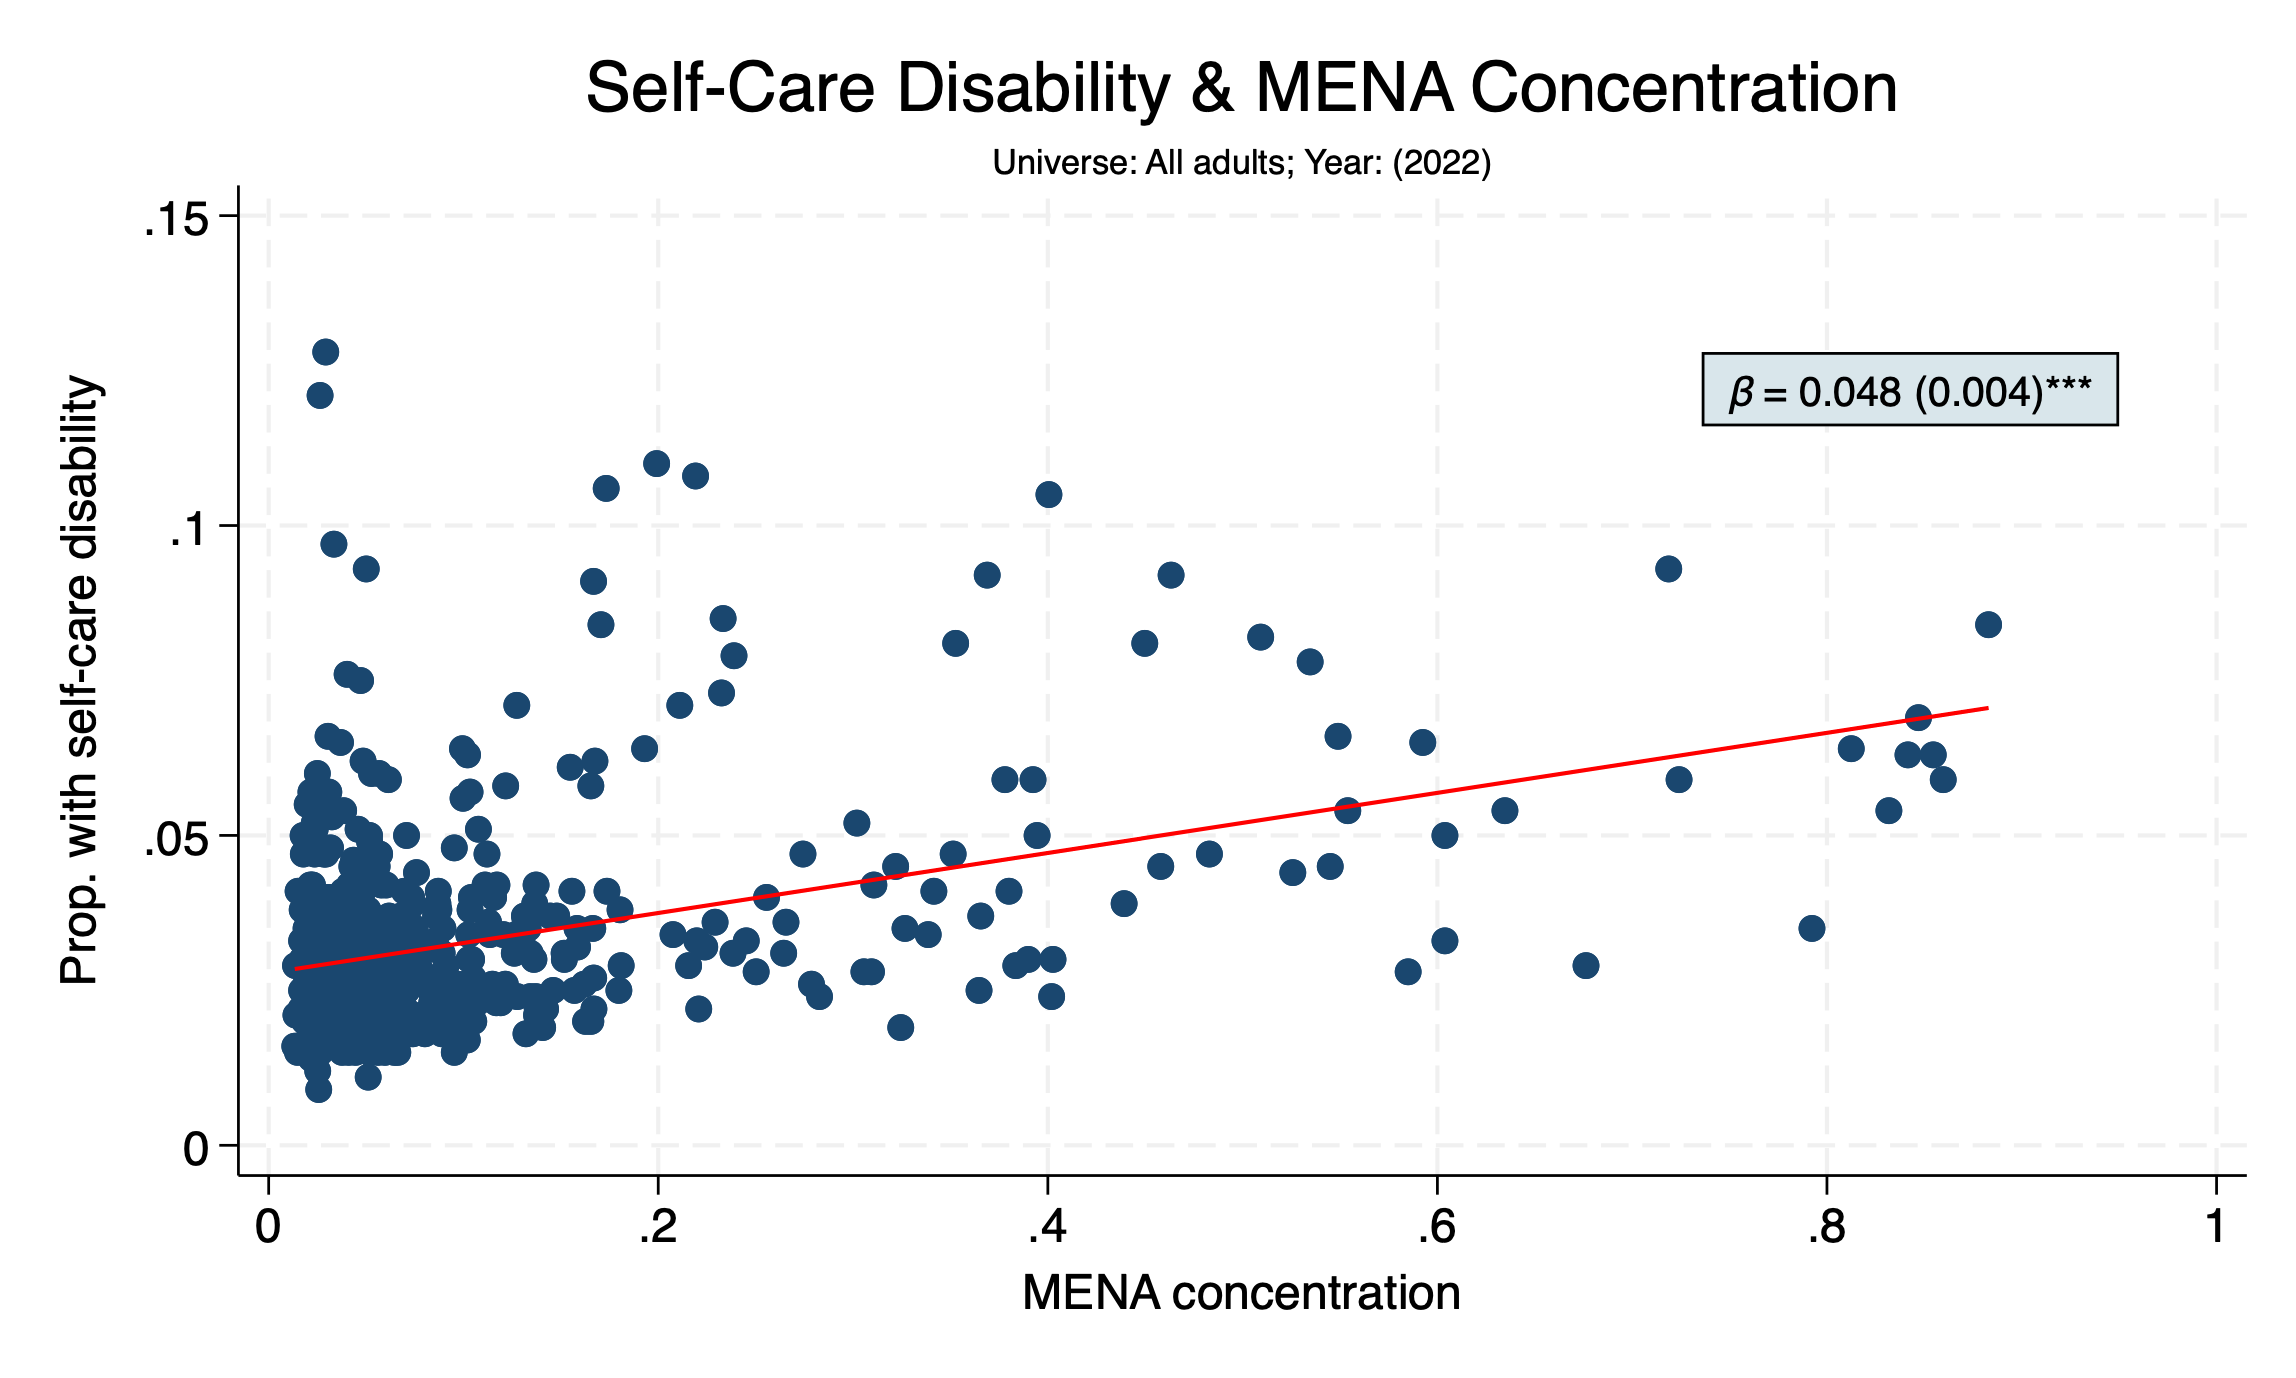 Self-Care Disability & MENA Concentration
Universe: All adults; Year: (2022)
Prop. with self-care disability
.15
.1
.05
0
β = 0.048 (0.004)***
0 .2 .4 .6 .8 1
MENA concentration